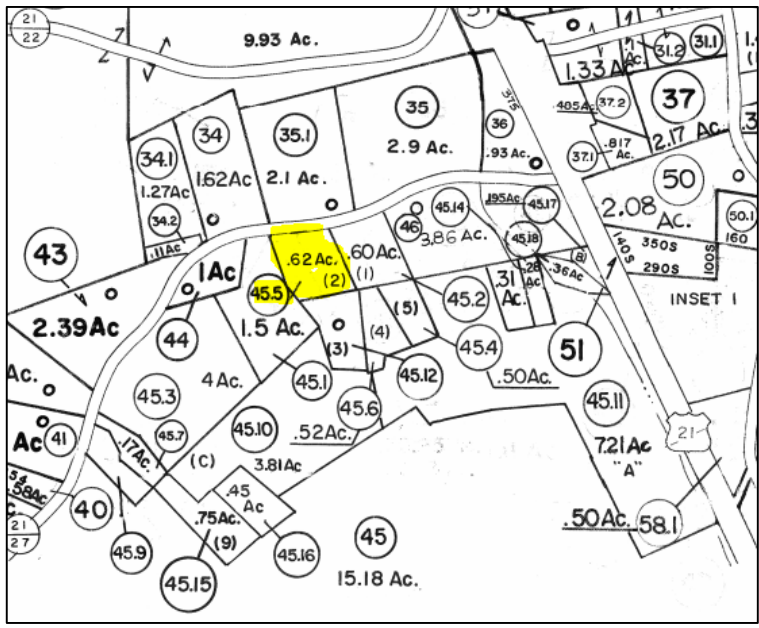 21
22
9.93 Ac.
37
1.33 Ac
31.2
31.1
Ac.
34.1
1.27Ac
34.2
.11Ac
34
1.62Ac
35.1
2.1 Ac.
35
2.9 Ac.
375
36
.93 Ac.
.485Ac
37.2
37
2.17 Ac.
37.1
.817
Ac.
50
2.08
AC.
50.1
160
140S
350S
290S
100S
INSET 1
43
2.39Ac
1Ac
44
.62 Ac.
(2)
45.5
.60Ac.
(1)
46
3.86 Ac.
45.14
.195Ac
45.17
45.18
(B)
.36Ac
.31
Ac.
.28
Ac
45.2
(5)
(4)
(3)
45.4
51
1.5 Ac.
45.1
45.12
45.6
.52Ac.
.50Ac.
45.11
7.21Ac
"A"
21
4 Ac.
45.3
45.7
.17Ac.
45.10
(C)
3.81Ac
Ac.
Ac
41
54
.58Ac
40
21
27
45.9
.45
Ac
.75Ac.
(9)
45.16
45.15
45
15.18 Ac.
.50Ac.
58.1